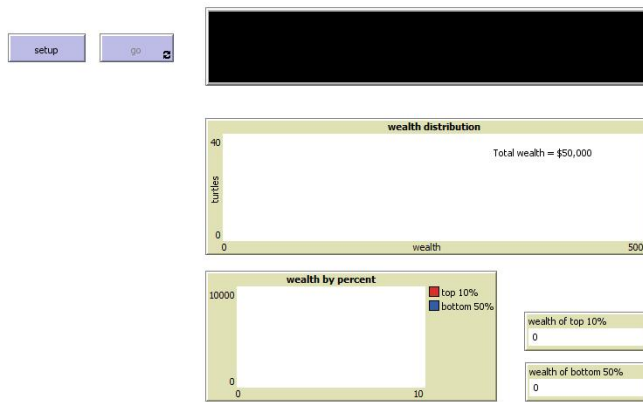 setup
go
wealth distribution
40
Total wealth = $50,000
turtles
0
0
wealth
500
wealth by percent
10000
top 10%
bottom 50%
0
0
10
wealth of top 10%
0
wealth of bottom 50%
0